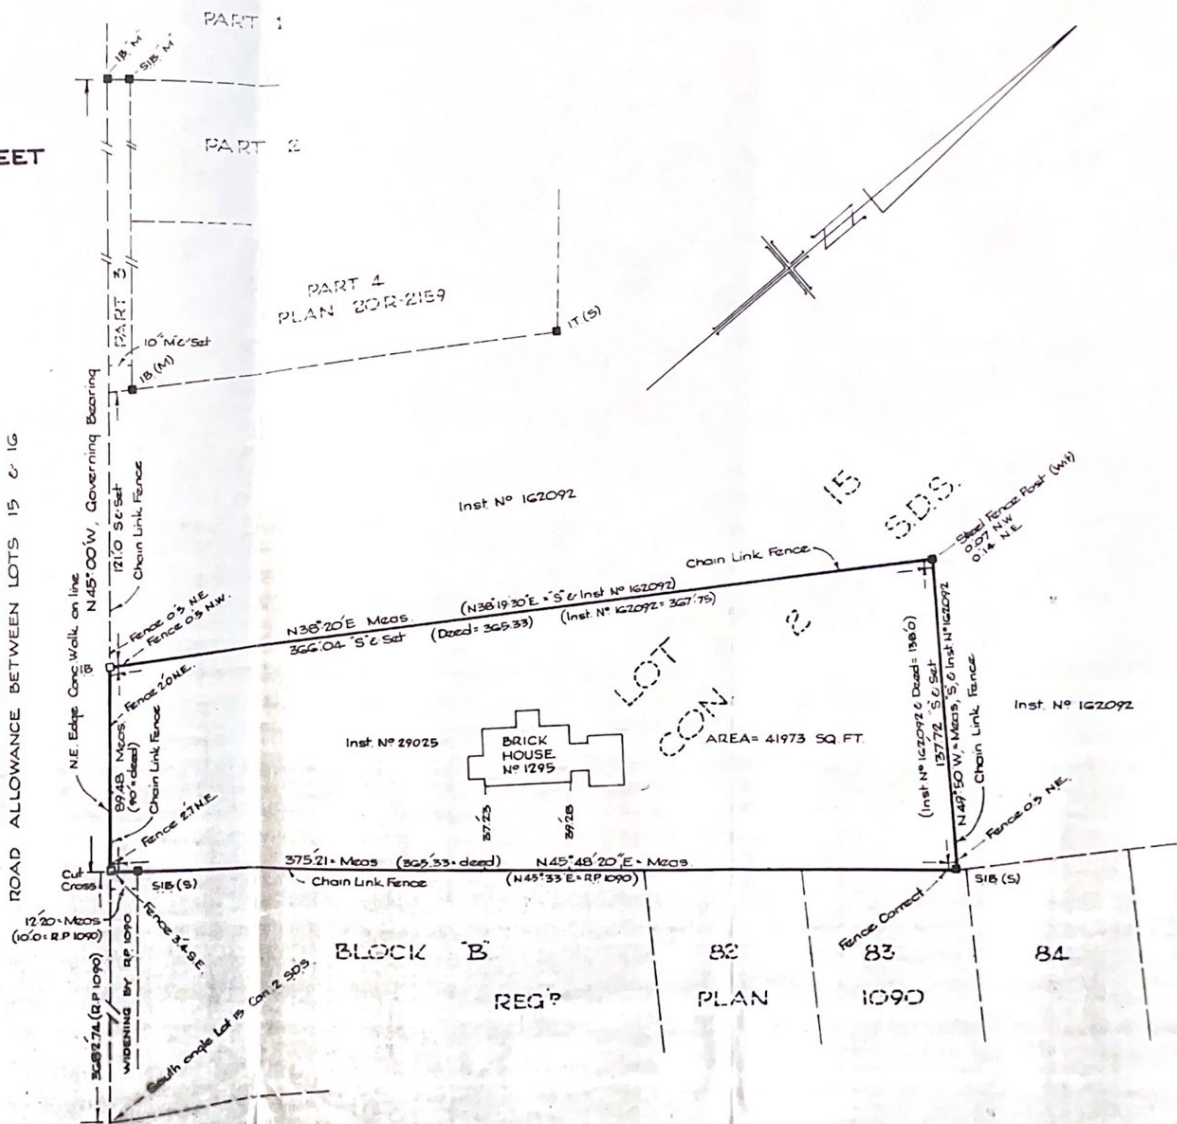 PART 1
IB "M"
SIB "M"
PART 2
EET
PART 3
PART 4
PLAN 20R-2159
IT (S)
10" M & Set
IB (M)
N45°00'W, Governing Bearing
121.0 S & Set
Chain Link Fence
ROAD ALLOWANCE BETWEEN LOTS 15 & 16
Inst. Nº 162092
15
S.D.S.
Steel Fence Post (Wit)
0.07 N.W
0.14 N.E.
Chain Link Fence
N38°20'E Meas.
(N38°19'30"E = "S" & Inst Nº 162092)
366.04 "S" & Set
(Deed = 365.33)
(Inst. Nº 162092 = 367.75)
Fence 0.3 N.E.
Fence 0.5 N.W.
IB
N.E. Edge Conc. Walk on line
Fence 2.0 N.E.
89.48 Meas.
(90' deed)
Chain Link Fence
Fence 2.7 N.E.
LOT
2
CON.
Inst. Nº 29025
BRICK
HOUSE
Nº 1295
AREA = 41973 SQ. FT.
37.23
39.28
(Inst Nº 162092 & Deed = 138.0)
137.72 "S" & Set
N49°50'W, = Meas, "S", & Inst Nº 162092
Chain Link Fence
Inst. Nº 162092
Fence 0.3 N.E.
375.21 = Meas
(365.33 = deed)
N45°48'20"E = Meas.
Chain Link Fence
(N45°33'E = R.P. 1090)
Cut
Cross
SIB (S)
SIB (S)
Fence Correct
12.20 = Meas
(10.0 = R.P. 1090)
Fence 3.4 S.E.
BLOCK "B"
82
83
84
REG'D PLAN 1090
3682.74 (R.P. 1090)
WIDENING BY R.P. 1090
South angle Lot 15 Con. 2 S.D.S.